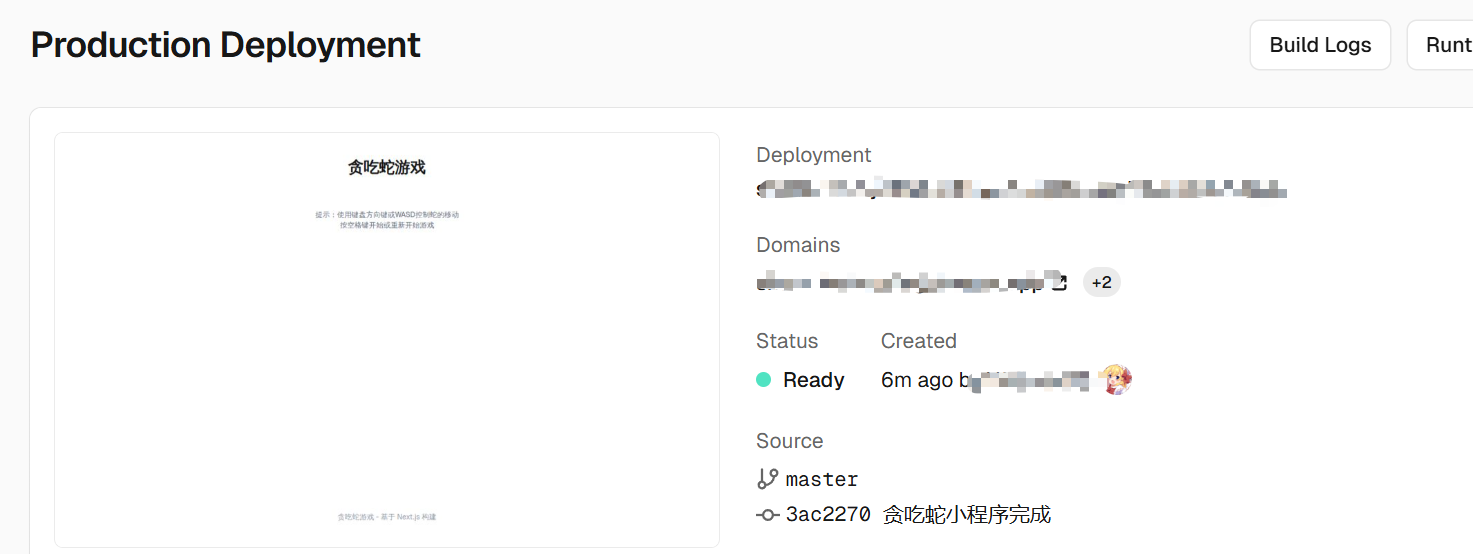 Production Deployment
Build Logs
Runt
贪吃蛇游戏
提示：使用键盘方向键或WASD控制蛇的移动
按空格键开始或重新开始游戏
贪吃蛇游戏 - 基于 Next.js 构建
Deployment
Domains
+2
Status
Created
Ready
6m ago
Source
master
3ac2270 贪吃蛇小程序完成